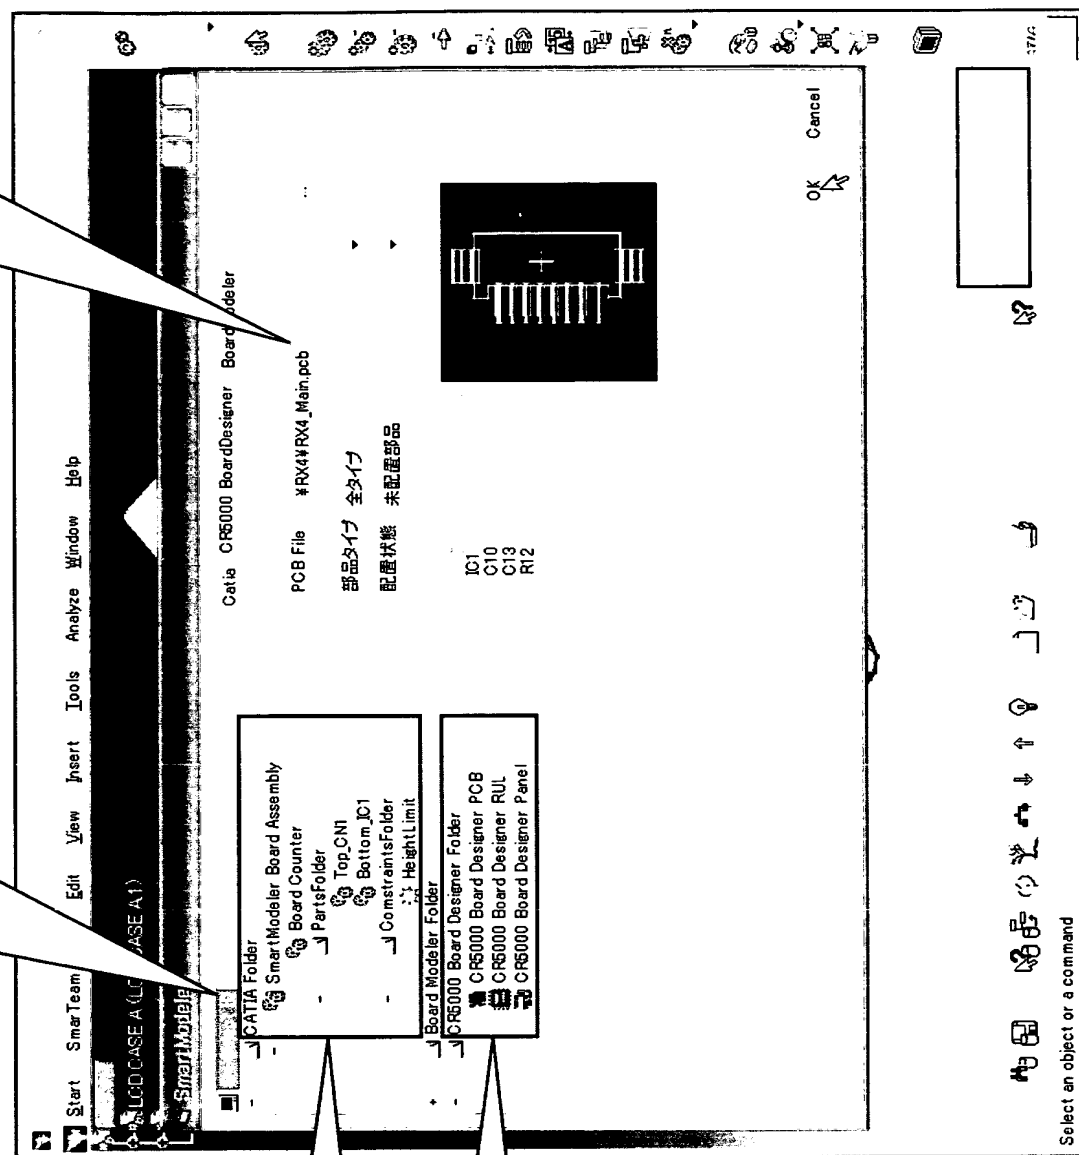 Start SmarTeam Edit View Insert Tools Analyze Window Help
LCD CASE A (LC CASE A1)
SmartModele
CATIA Folder
SmartModeler Board Assembly
Board Counter
PartsFolder
Top_CN1
Bottom_IC1
ComstraintsFolder
HeightLimit
Board Modeler Folder
CR5000 Board Designer Folder
CR5000 Board Designer PCB
CR5000 Board Designer RUL
CR5000 Board Designer Panel
Catia CR5000 BoardDesigner Board Modeler
PCB File ¥RX4¥RX4_Main.pcb
部品タイプ 全タイプ
配置状態 未配置部品
IC1
C10
C13
R12
OK Cancel
Select an object or a command